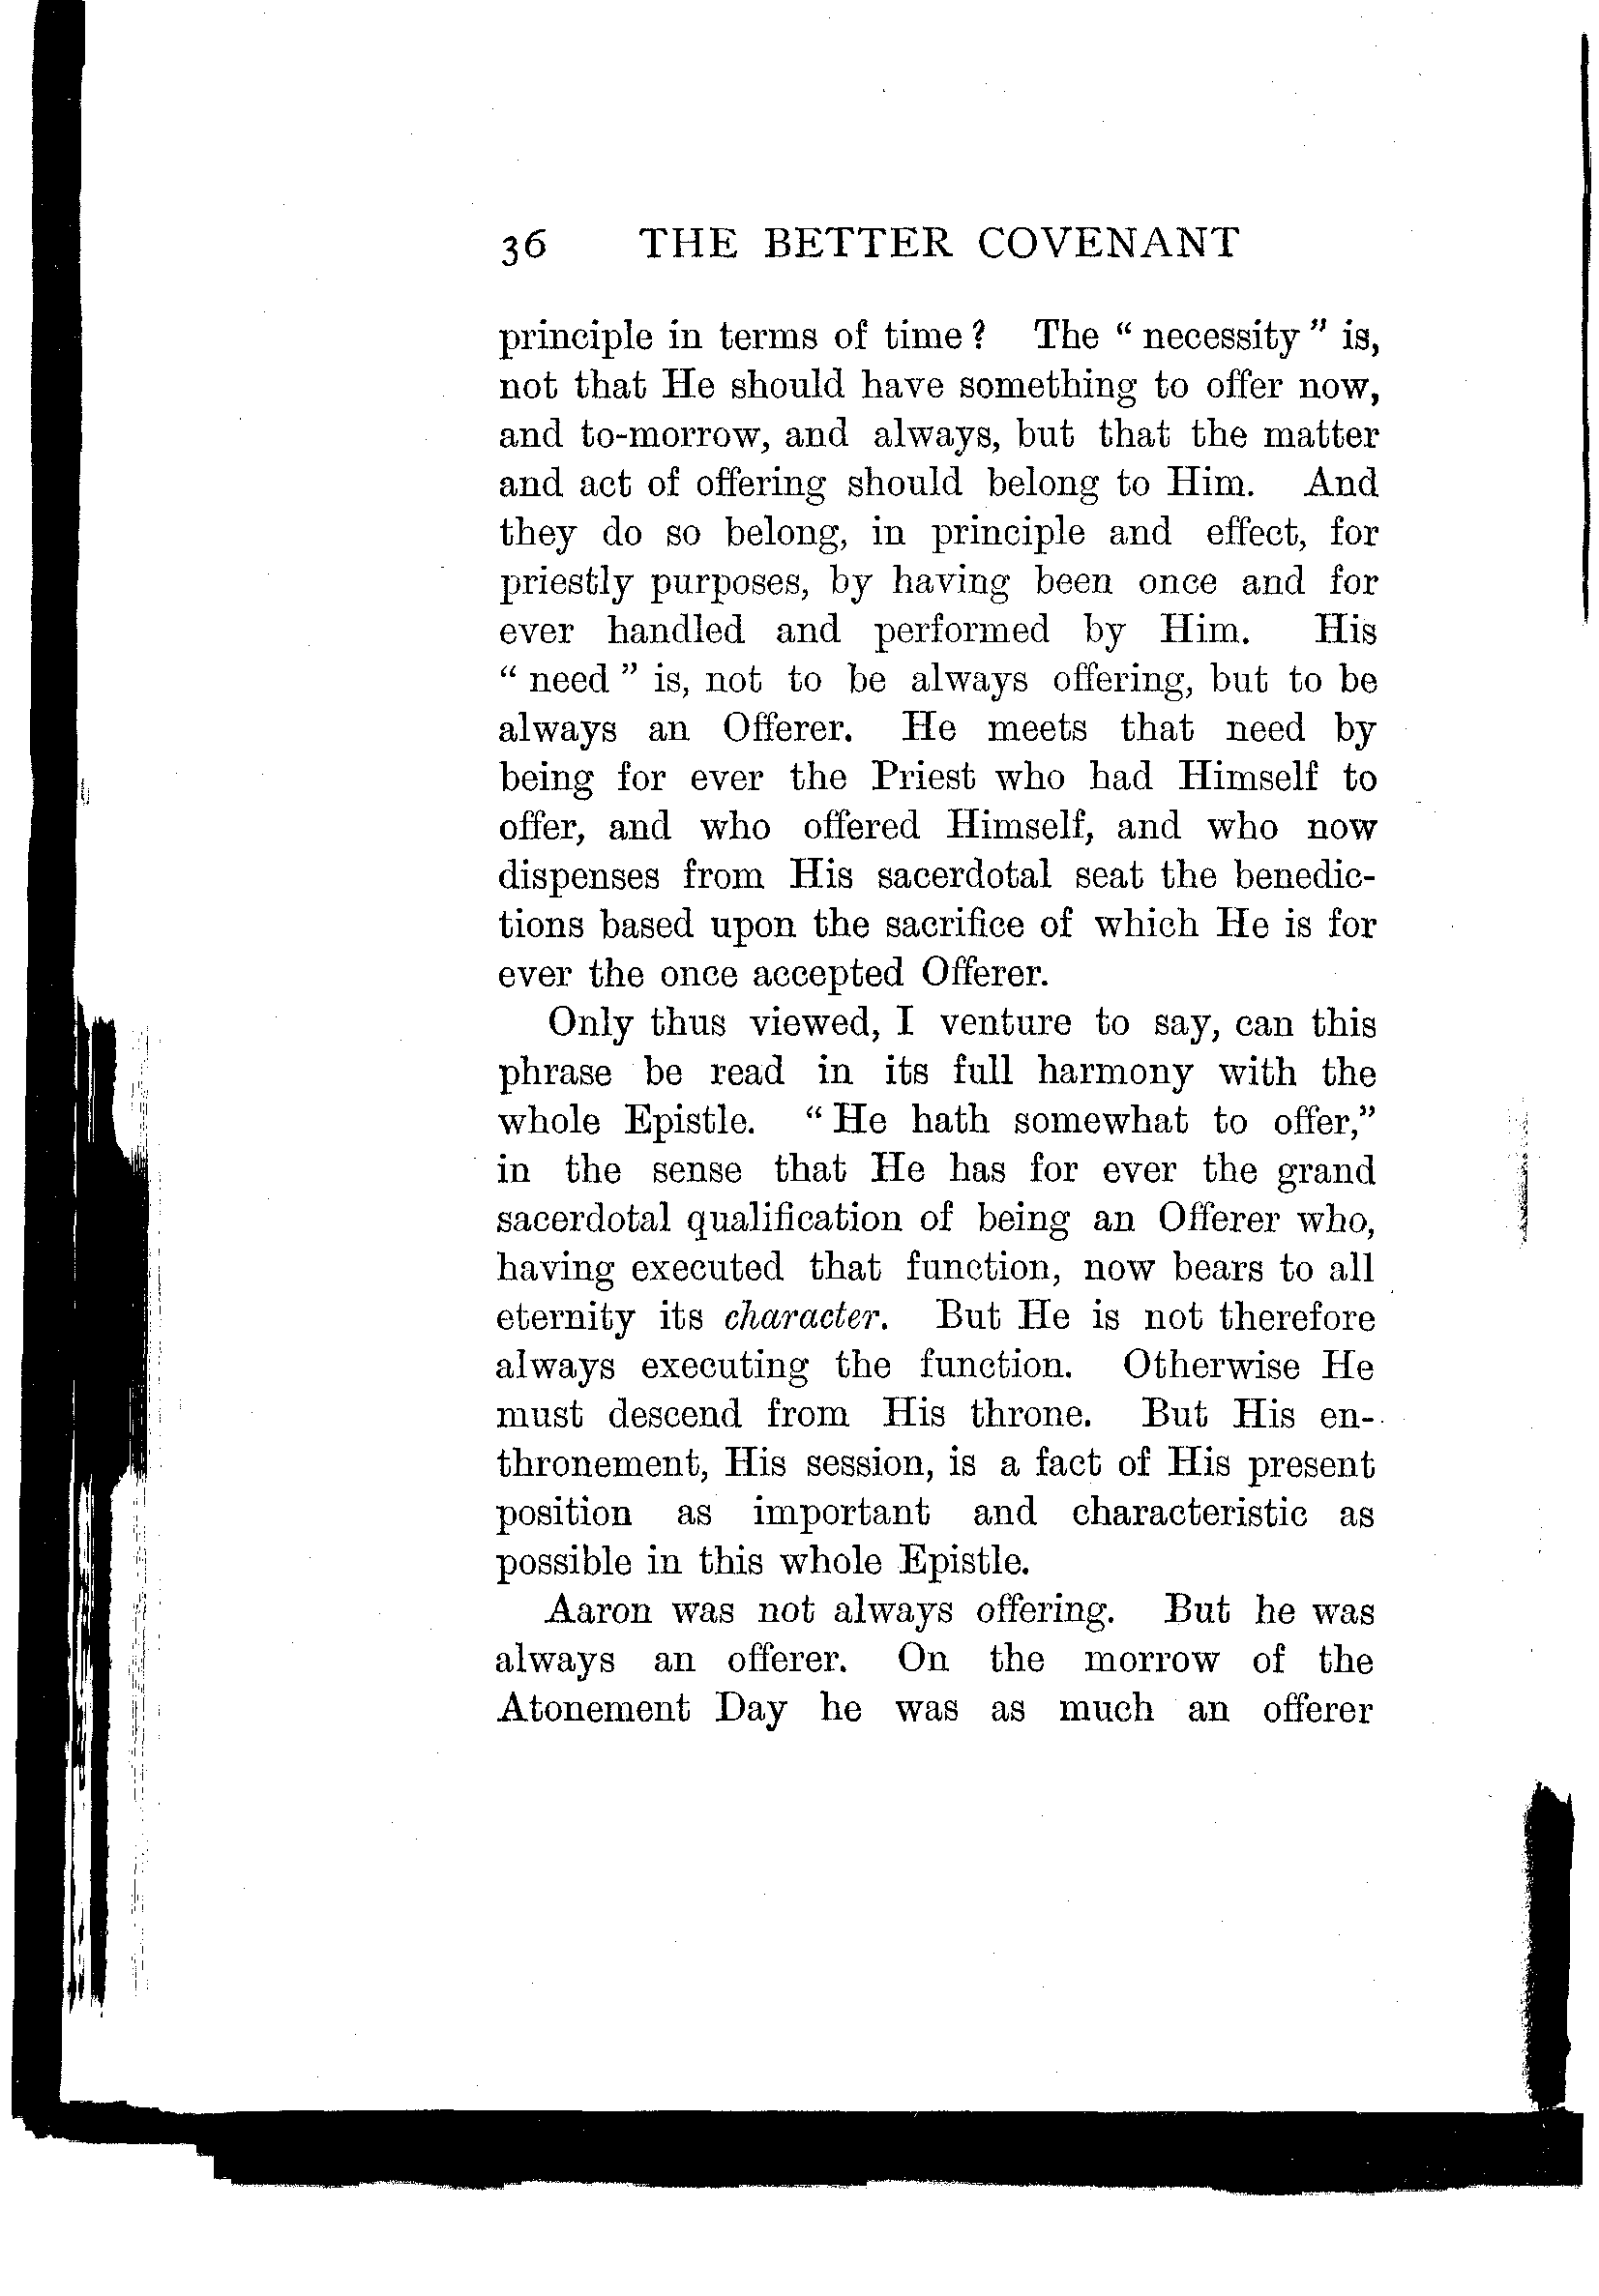 36 THE BETTER COVENANT
principle in terms of time? The “necessity” is,
not that He should have something to offer now,
and to-morrow, and always, but that the matter
and act of offering should belong to Him. And
they do so belong, in principle and effect, for
priestly purposes, by having been once and for
ever handled and performed by Him. His
“need” is, not to be always offering, but to be
always an Offerer. He meets that need by
being for ever the Priest who had Himself to
offer, and who offered Himself, and who now
dispenses from His sacerdotal seat the benedic-
tions based upon the sacrifice of which He is for
ever the once accepted Offerer.
Only thus viewed, I venture to say, can this
phrase be read in its full harmony with the
whole Epistle. “He hath somewhat to offer,”
in the sense that He has for ever the grand
sacerdotal qualification of being an Offerer who,
having executed that function, now bears to all
eternity its character. But He is not therefore
always executing the function. Otherwise He
must descend from His throne. But His en-
thronement, His session, is a fact of His present
position as important and characteristic as
possible in this whole Epistle.
Aaron was not always offering. But he was
always an offerer. On the morrow of the
Atonement Day he was as much an offerer